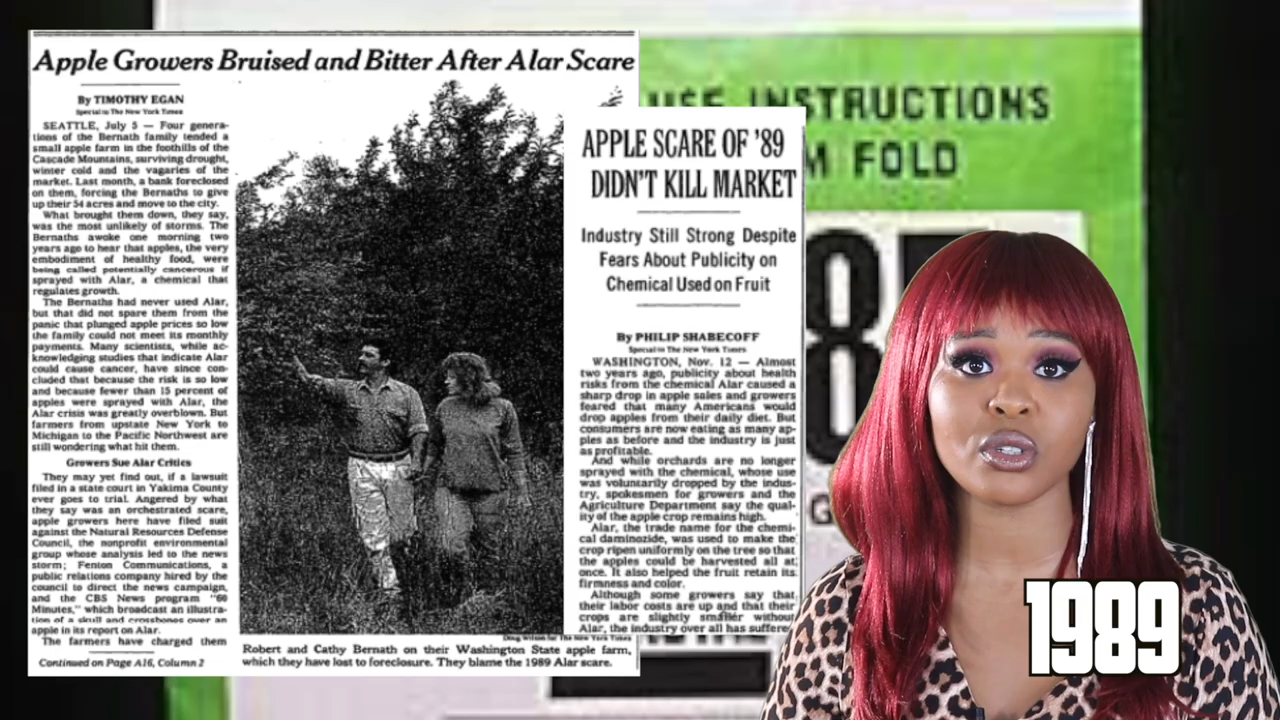 Apple Growers Bruised and Bitter After Alar Scare
By TIMOTHY EGAN
Special to The New York Times
SEATTLE, July 5 — Four genera-
tions of the Bernath family tended a
small apple farm in the foothills of the
Cascade Mountains, surviving drought,
winter cold and the vagaries of the
market. Last month, a bank foreclosed
on them, forcing the Bernaths to give
up their 54 acres and move to the city.
What brought them down, they say,
was the most unlikely of storms. The
Bernaths awoke one morning two
years ago to hear that apples, the very
embodiment of healthy food, were
being called potentially cancerous if
sprayed with Alar, a chemical that
regulates growth.
The Bernaths had never used Alar,
but that did not spare them from the
panic that plunged apple prices so low
the family could not meet its monthly
payments. Many scientists, while ac-
knowledging studies that indicate Alar
could cause cancer, have since con-
cluded that because the risk is so low
and because fewer than 15 percent of
apples were sprayed with Alar, the
Alar crisis was greatly overblown. But
farmers from upstate New York to
Michigan to the Pacific Northwest are
still wondering what hit them.
Growers Sue Alar Critics
They may yet find out, if a lawsuit
filed in a state court in Yakima County
ever goes to trial. Angered by what
they say was an orchestrated scare,
apple growers here have filed suit
against the Natural Resources Defense
Council, the nonprofit environmental
group whose analysis led to the news
storm; Fenton Communications, a
public relations company hired by the
council to direct the news campaign,
and the CBS News program "60
Minutes," which broadcast an illustra-
tion of a skull and crossbones over an
apple in its report on Alar.
The farmers have charged them
Continued on Page A16, Column 2
Doug Wilson for The New York Times
Robert and Cathy Bernath on their Washington State apple farm,
which they have lost to foreclosure. They blame the 1989 Alar scare.
APPLE SCARE OF '89
DIDN'T KILL MARKET
Industry Still Strong Despite
Fears About Publicity on
Chemical Used on Fruit
By PHILIP SHABECOFF
Special to The New York Times
WASHINGTON, Nov. 12 — Almost
two years ago, publicity about health
risks from the chemical Alar caused a
sharp drop in apple sales and growers
feared that many Americans would
drop apples from their daily diet. But
consumers are now eating as many ap-
ples as before and the industry is just
as profitable.
And while orchards are no longer
sprayed with the chemical, whose use
was voluntarily dropped by the indus-
try, spokesmen for growers and the
Agriculture Department say the qual-
ity of the apple crop remains high.
Alar, the trade name for the chemi-
cal daminozide, was used to make the
crop ripen uniformly on the tree so that
the apples could be harvested all at
once. It also helped the fruit retain its
firmness and color.
Although some growers say that
their labor costs are up and that their
crops are slightly smaller without
Alar, the industry over all has suffere
USE INSTRUCTIONS
M FOLD
8
G
1989